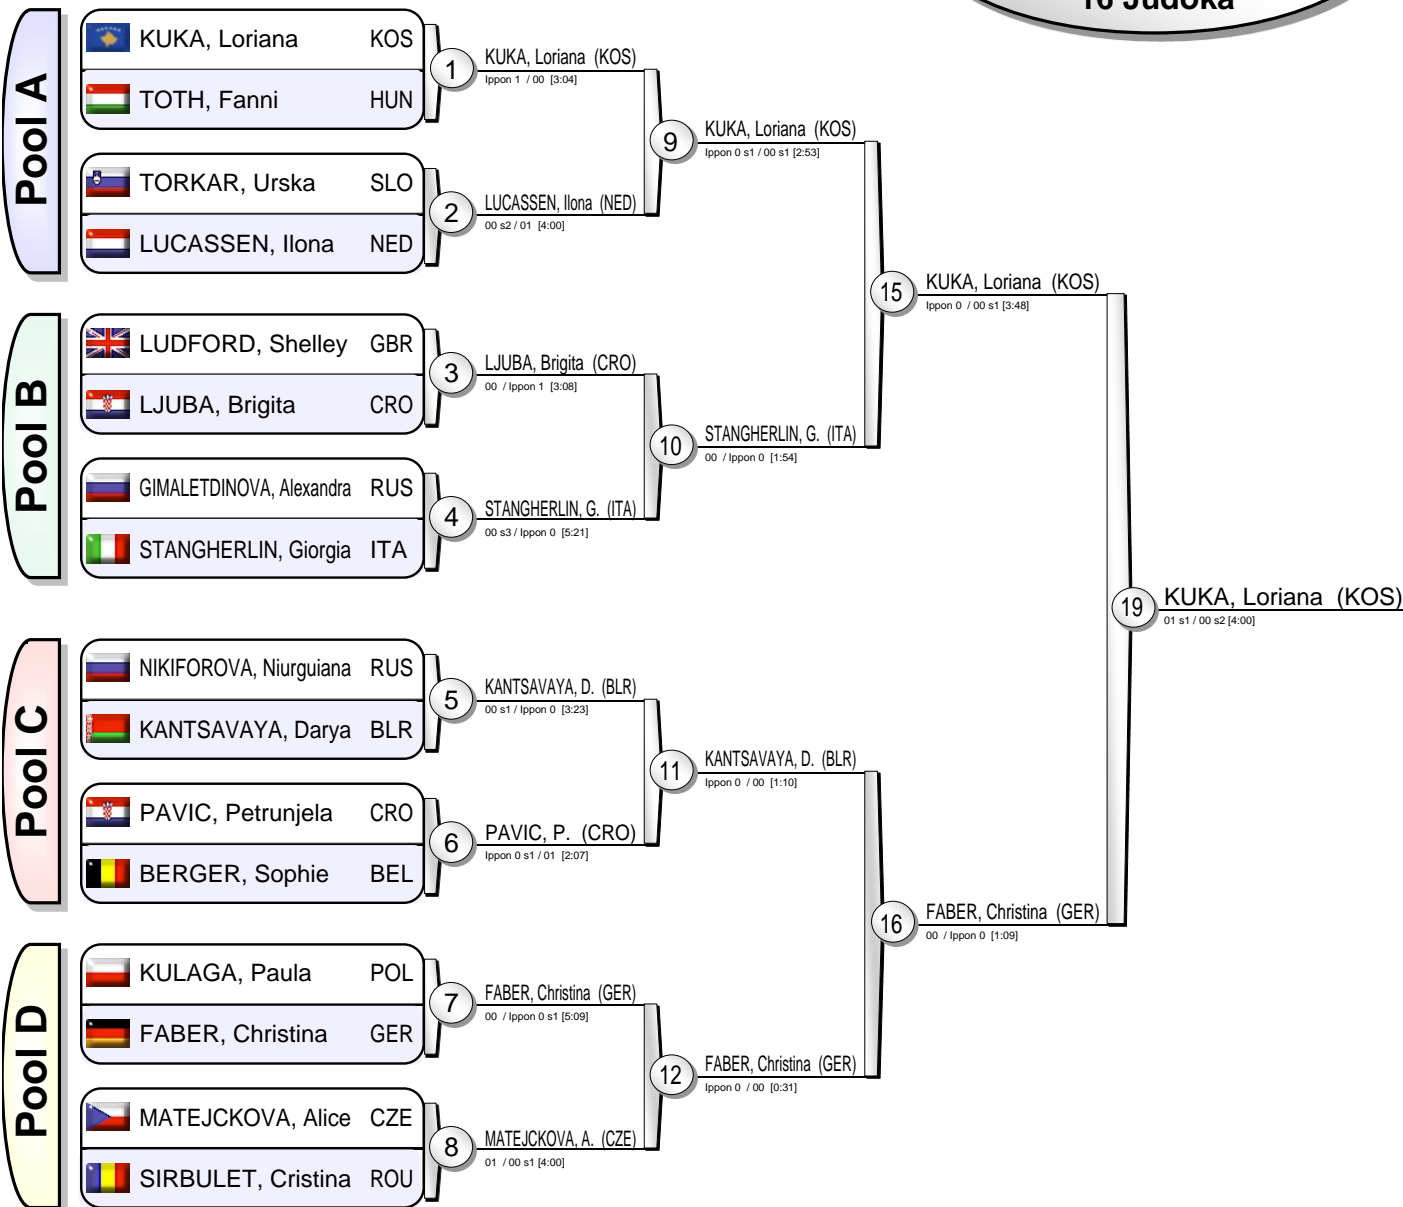 16 Judoka
Pool A
KUKA, Loriana KOS
TOTH, Fanni HUN
1
KUKA, Loriana (KOS)
Ippon 1 / 00 [3:04]
TORKAR, Urska SLO
LUCASSEN, Ilona NED
2
LUCASSEN, Ilona (NED)
00 s2 / 01 [4:00]
9
KUKA, Loriana (KOS)
Ippon 0 s1 / 00 s1 [2:53]
Pool B
LUDFORD, Shelley GBR
LJUBA, Brigita CRO
3
LJUBA, Brigita (CRO)
00 / Ippon 1 [3:08]
GIMALETDINOVA, Alexandra RUS
STANGHERLIN, Giorgia ITA
4
STANGHERLIN, G. (ITA)
00 s3 / Ippon 0 [5:21]
10
STANGHERLIN, G. (ITA)
00 / Ippon 0 [1:54]
15
KUKA, Loriana (KOS)
Ippon 0 / 00 s1 [3:48]
Pool C
NIKIFOROVA, Niurguiana RUS
KANTSAVAYA, Darya BLR
5
KANTSAVAYA, D. (BLR)
00 s1 / Ippon 0 [3:23]
PAVIC, Petrunjela CRO
BERGER, Sophie BEL
6
PAVIC, P. (CRO)
Ippon 0 s1 / 01 [2:07]
11
KANTSAVAYA, D. (BLR)
Ippon 0 / 00 [1:10]
Pool D
KULAGA, Paula POL
FABER, Christina GER
7
FABER, Christina (GER)
00 / Ippon 0 s1 [5:09]
MATEJCKOVA, Alice CZE
SIRBULET, Cristina ROU
8
MATEJCKOVA, A. (CZE)
01 / 00 s1 [4:00]
12
FABER, Christina (GER)
Ippon 0 / 00 [0:31]
16
FABER, Christina (GER)
00 / Ippon 0 [1:09]
19
KUKA, Loriana (KOS)
01 s1 / 00 s2 [4:00]